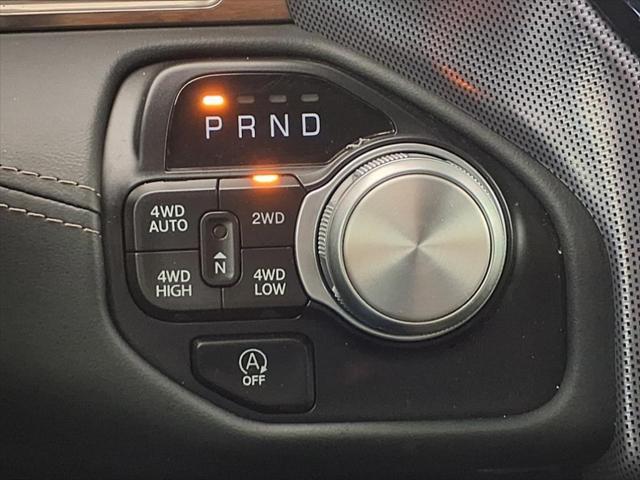 P R N D
4WD AUTO
2WD
N
4WD HIGH
4WD LOW
A
OFF